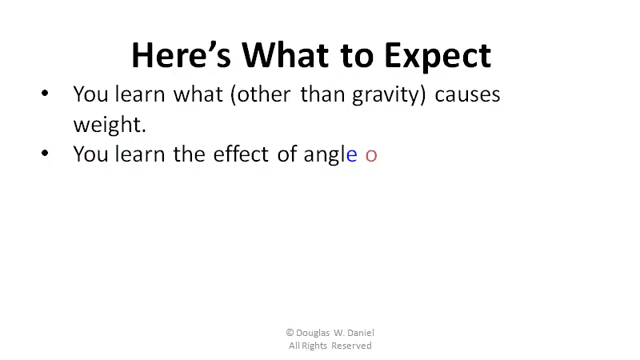 Here's What to Expect
• You learn what (other than gravity) causes
weight.
• You learn the effect of angle o
© Douglas W. Daniel
All Rights Reserved